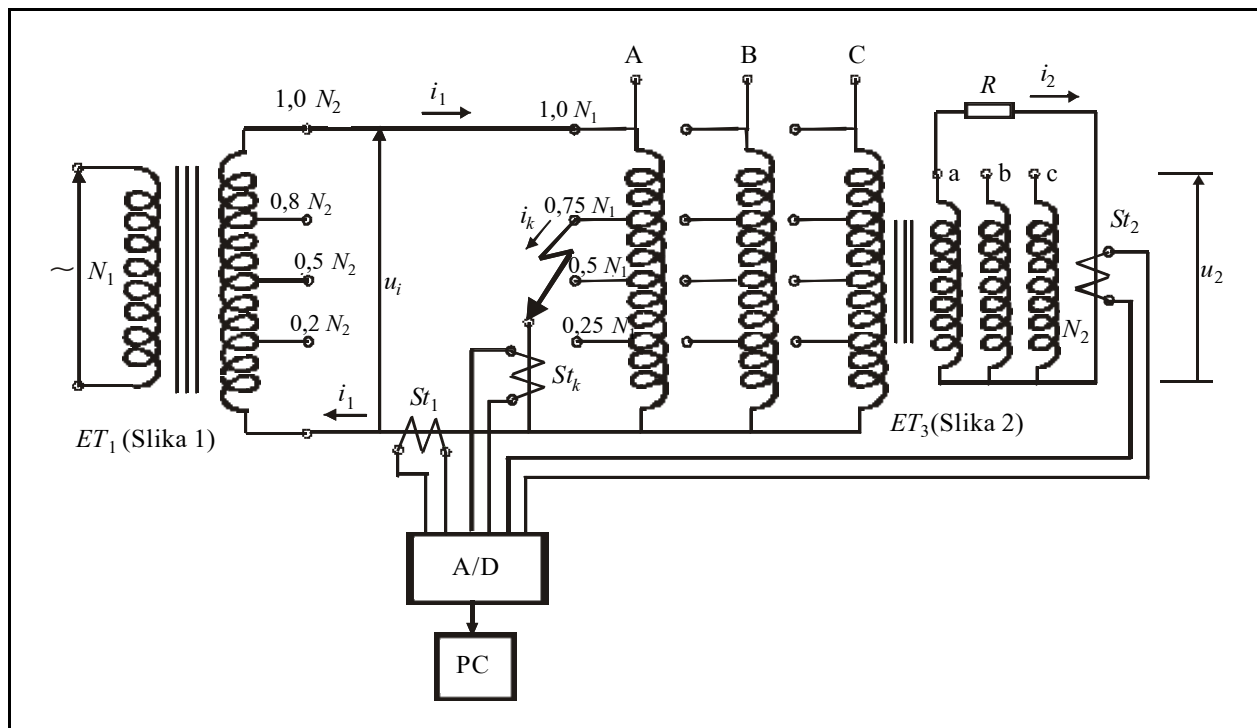 A B C
R i₂
1,0 N₂ i₁ 1,0 N₁
a b c
0,8 N₂ iₖ 0,75 N₁
St₂
~ N₁ 0,5 N₂ uᵢ 0,5 N₁ u₂
0,2 N₂ 0,25 N N₂
Stₖ
i₁ St₁
ET₁ (Slika 1) ET₃(Slika 2)
A/D
PC